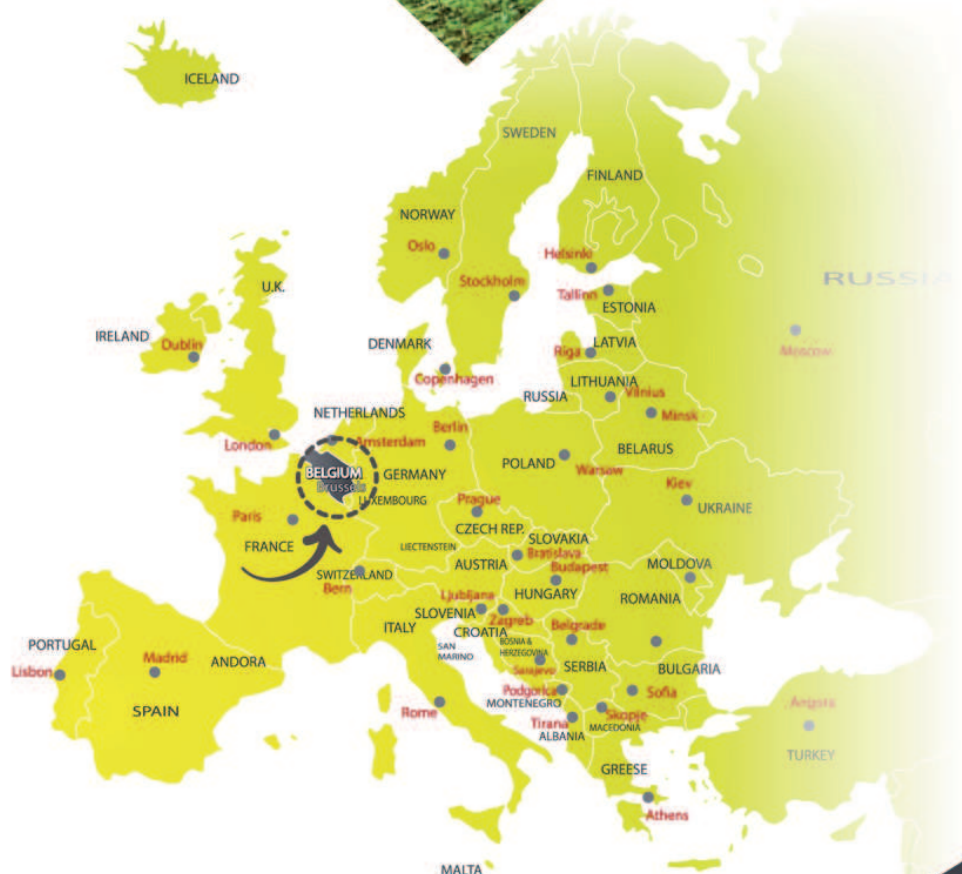 ICELAND
SWEDEN
FINLAND
NORWAY
Oslo
Helsinki
Stockholm
Tallinn
ESTONIA
RUSSIA
U.K.
IRELAND
Dublin
DENMARK
Riga
LATVIA
Moscow
Copenhagen
LITHUANIA
RUSSIA
Vilnius
Minsk
NETHERLANDS
Berlin
London
Amsterdam
BELARUS
BELGIUM
Brussels
GERMANY
POLAND
Warsaw
Kiev
LUXEMBOURG
Prague
UKRAINE
Paris
CZECH REP.
FRANCE
LIECTENSTEIN
SLOVAKIA
Bratislava
AUSTRIA
Budapest
MOLDOVA
SWITZERLAND
Bern
Ljubljana
HUNGARY
ROMANIA
SLOVENIA
Zagreb
ITALY
CROATIA
Belgrade
PORTUGAL
SAN
MARINO
BOSNIA &
HERZEGOVINA
Madrid
ANDORA
Sarajevo
SERBIA
BULGARIA
Lisbon
Podgorica
Sofia
SPAIN
Rome
MONTENEGRO
Skopje
Angora
Tirana
MACEDONIA
ALBANIA
TURKEY
GREESE
Athens
MALTA